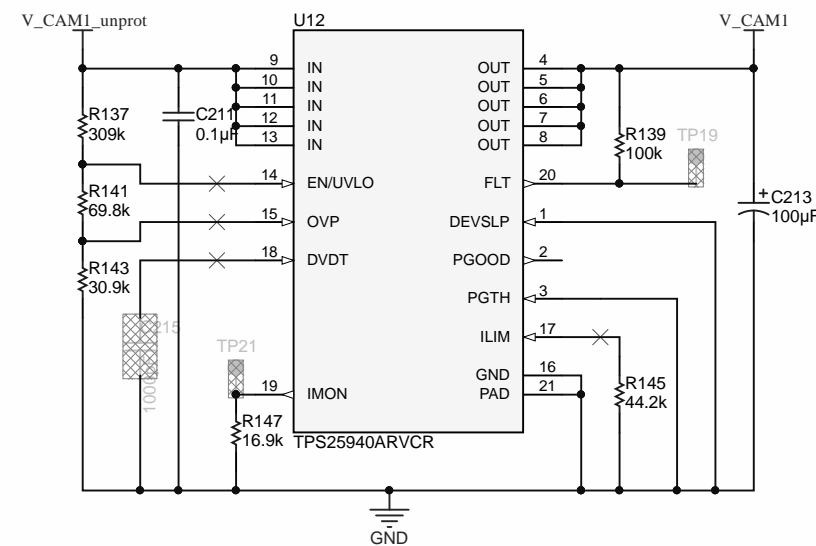 V_CAM1_unprot
U12
V_CAM1
9
IN
OUT
4
10
IN
OUT
5
11
IN
OUT
6
12
IN
OUT
7
13
IN
OUT
8
R137
309k
C211
0.1µF
R139
100k
TP19
14
EN/UVLO
FLT
20
R141
69.8k
15
OVP
DEVSLP
1
C213
100µF
18
DVDT
PGOOD
2
R143
30.9k
PGTH
3
TP21
ILIM
17
GND
16
19
IMON
PAD
21
R145
44.2k
R147
16.9k
TPS25940ARVCR
GND